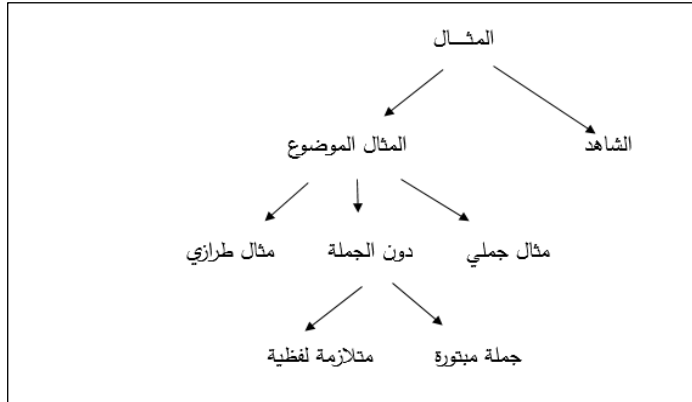 المثـــال
الشاهد
المثال الموضوع
مثال جملي
دون الجملة
مثال طرازي
جملة مبتورة
متلازمة لفظية